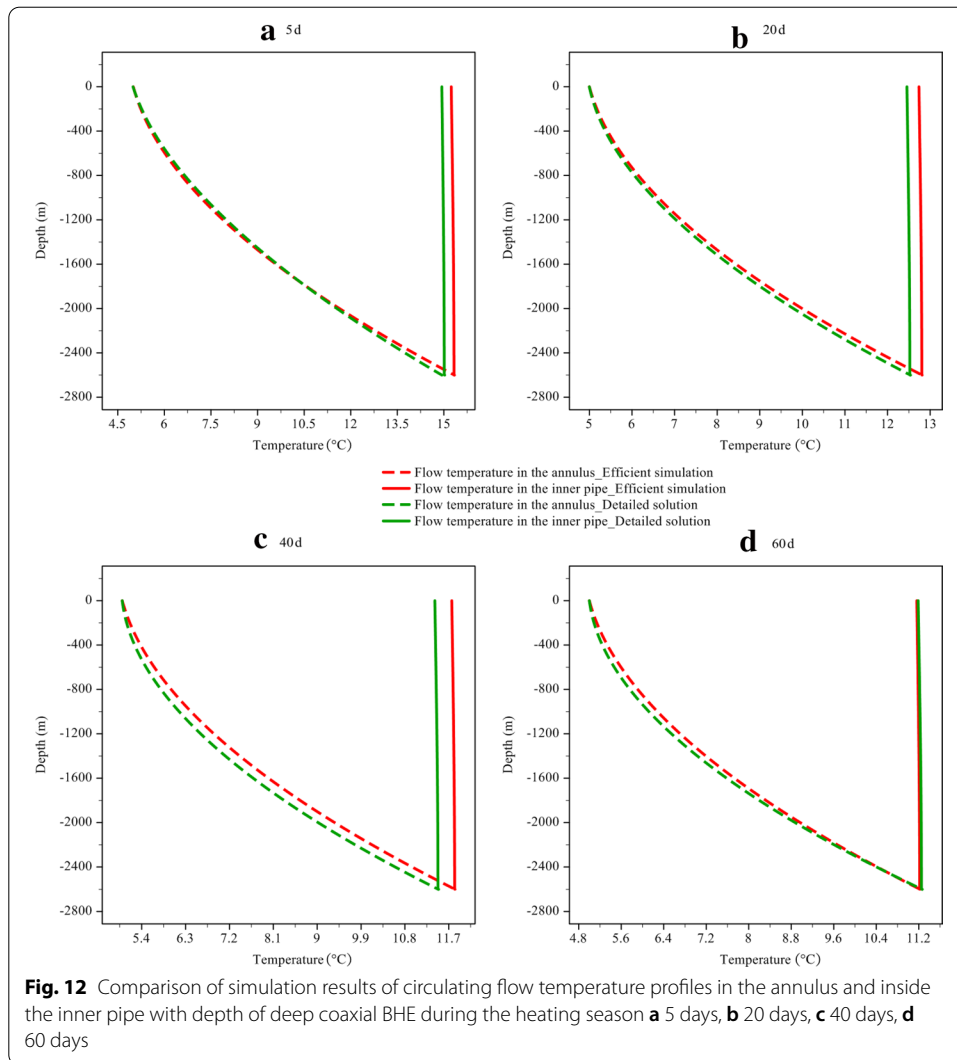 a 5 d
b 20 d
0
-400
-800
-1200
-1600
-2000
-2400
-2800
Depth (m)
4.5 6 7.5 9 10.5 12 13.5 15
Temperature (°C)
0
-400
-800
-1200
-1600
-2000
-2400
-2800
Depth (m)
5 6 7 8 9 10 11 12 13
Temperature (°C)
Flow temperature in the annulus_Efficient simulation
Flow temperature in the inner pipe_Efficient simulation
Flow temperature in the annulus_Detailed solution
Flow temperature in the inner pipe_Detailed solution
c 40 d
d 60 d
0
-400
-800
-1200
-1600
-2000
-2400
-2800
Depth (m)
5.4 6.3 7.2 8.1 9 9.9 10.8 11.7
Temperature (°C)
0
-400
-800
-1200
-1600
-2000
-2400
-2800
Depth (m)
4.8 5.6 6.4 7.2 8 8.8 9.6 10.4 11.2
Temperature (°C)
Fig. 12 Comparison of simulation results of circulating flow temperature profiles in the annulus and inside
the inner pipe with depth of deep coaxial BHE during the heating season a 5 days, b 20 days, c 40 days, d
60 days